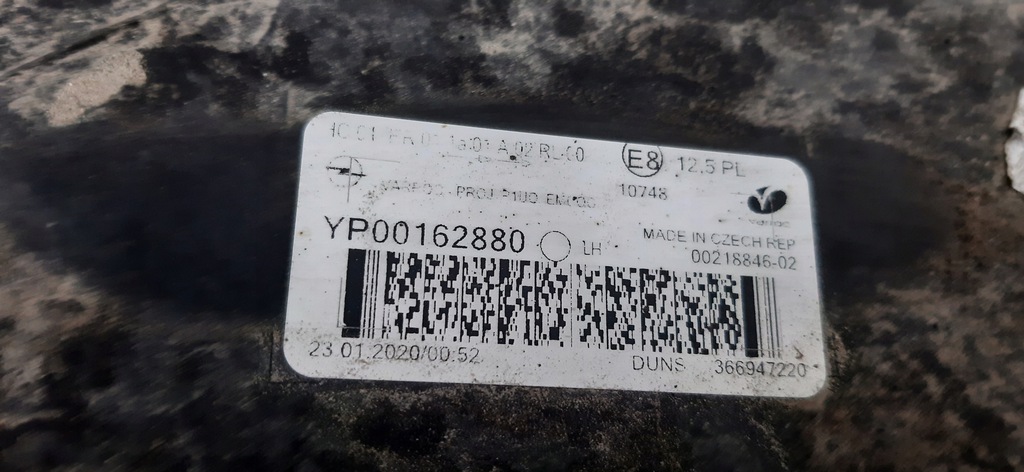 E8 12,5 PL
10748
YP00162880 LH
MADE IN CZECH REP
00218846-02
23.01.2020/00:52
DUNS 366947220